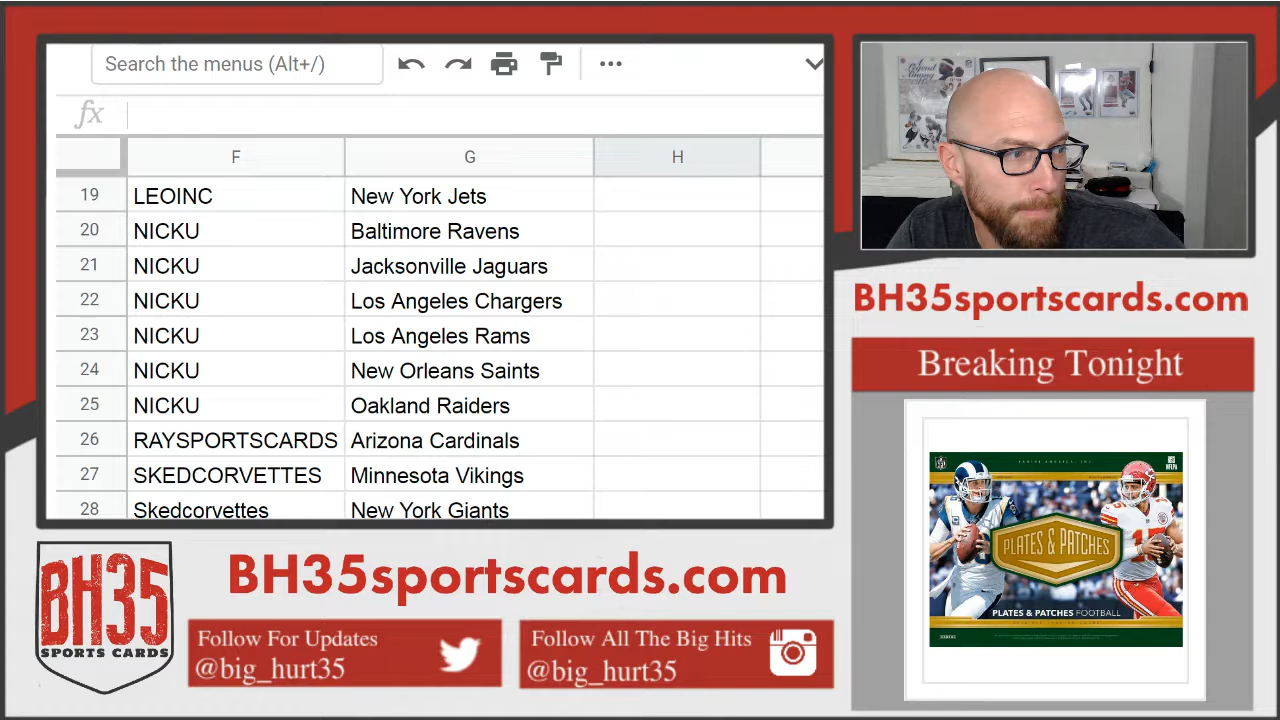 Search the menus (Alt+/)
fx
F G H
19 LEOINC New York Jets
20 NICKU Baltimore Ravens
21 NICKU Jacksonville Jaguars
22 NICKU Los Angeles Chargers
23 NICKU Los Angeles Rams
24 NICKU New Orleans Saints
25 NICKU Oakland Raiders
26 RAYSPORTSCARDS Arizona Cardinals
27 SKEDCORVETTES Minnesota Vikings
28 Skedcorvettes New York Giants
BH35sportscards.com
Breaking Tonight
PLATES & PATCHES
PLATES & PATCHES FOOTBALL
BH35
SPORTS CARDS
BH35sportscards.com
Follow For Updates
@big_hurt35
Follow All The Big Hits
@big_hurt35